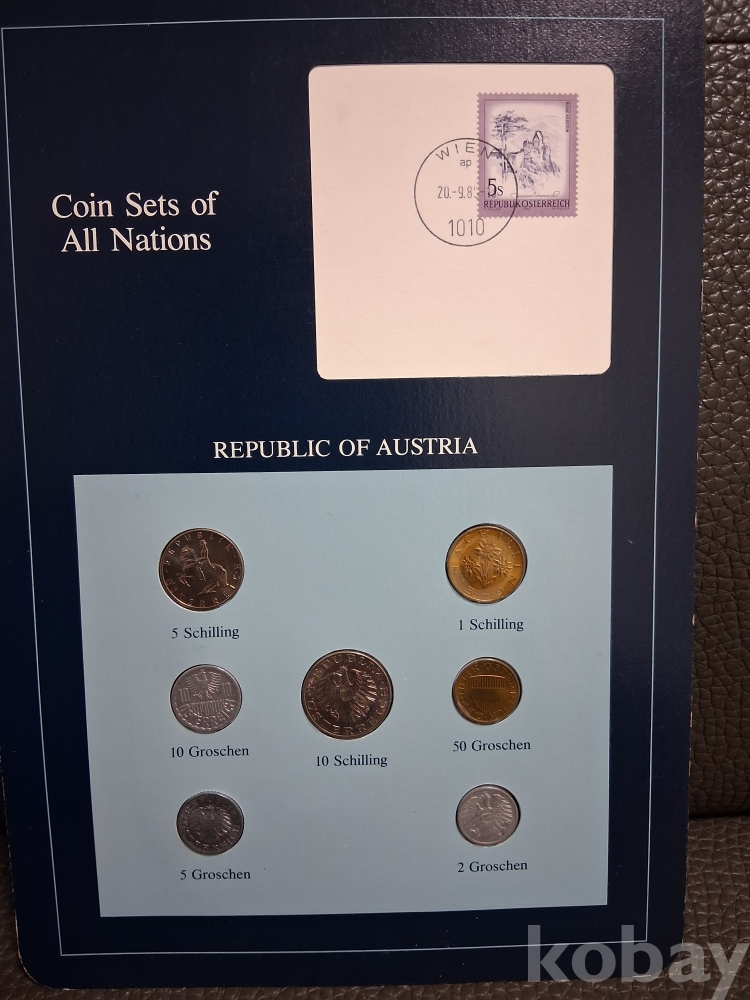 Coin Sets of
All Nations
WIEN
ap
20.-9.8
1010
5S
REPUBLIK ÖSTERREICH
REPUBLIC OF AUSTRIA
5 Schilling
1 Schilling
10 Groschen
10 Schilling
50 Groschen
5 Groschen
2 Groschen
kobay